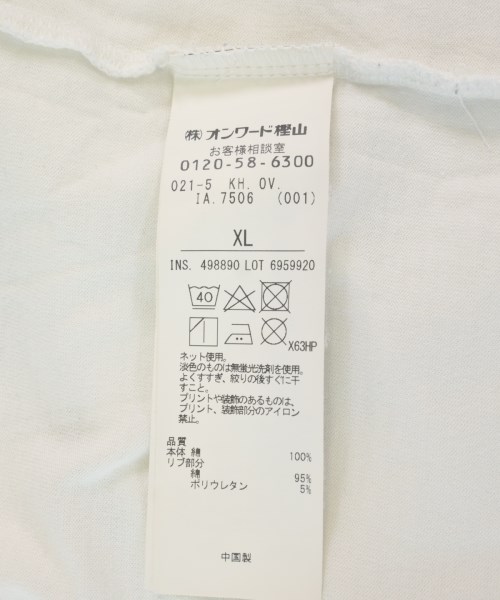 ㈱オンワード樫山
お客様相談室
0120-58-6300
021-5 KH. OV.
IA. 7506 (001)
XL
INS. 498890 LOT 6959920
40
X63HP
ネット使用。
淡色のものは無蛍光洗剤を使用。
よくすすぎ、絞りの後すぐに干
すこと。
プリントや装飾のあるものは、
プリント、装飾部分のアイロン
禁止。
品質
本体 綿 100%
リブ部分
綿 95%
ポリウレタン 5%
中国製